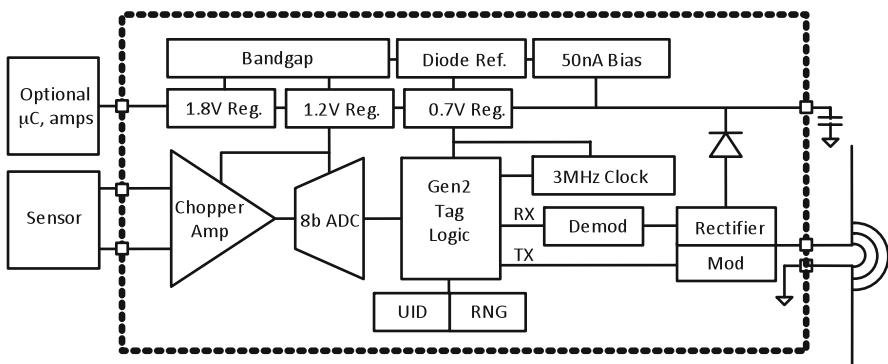 Bandgap
Diode Ref.
50nA Bias
Optional
μC, amps
1.8V Reg.
1.2V Reg.
0.7V Reg.
Sensor
Chopper
Amp
8b ADC
Gen2
Tag
Logic
3MHz Clock
RX
Demod
Rectifier
TX
Mod
UID
RNG